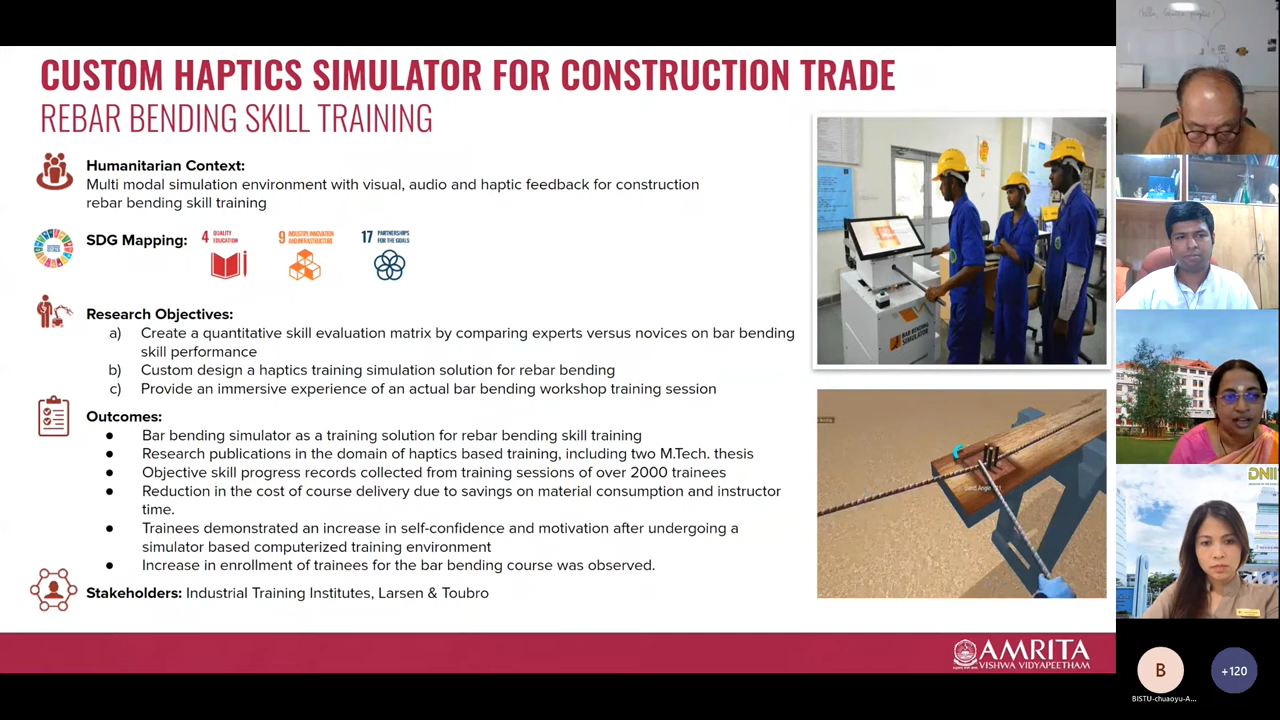 CUSTOM HAPTICS SIMULATOR FOR CONSTRUCTION TRADE
REBAR BENDING SKILL TRAINING
Humanitarian Context:
Multi modal simulation environment with visual, audio and haptic feedback for construction
rebar bending skill training
SDG Mapping:
4 QUALITY EDUCATION
9 INDUSTRY, INNOVATION AND INFRASTRUCTURE
17 PARTNERSHIPS FOR THE GOALS
Research Objectives:
a) Create a quantitative skill evaluation matrix by comparing experts versus novices on bar bending
skill performance
b) Custom design a haptics training simulation solution for rebar bending
c) Provide an immersive experience of an actual bar bending workshop training session
Outcomes:
● Bar bending simulator as a training solution for rebar bending skill training
● Research publications in the domain of haptics based training, including two M.Tech. thesis
● Objective skill progress records collected from training sessions of over 2000 trainees
● Reduction in the cost of course delivery due to savings on material consumption and instructor
time.
● Trainees demonstrated an increase in self-confidence and motivation after undergoing a
simulator based computerized training environment
● Increase in enrollment of trainees for the bar bending course was observed.
Stakeholders: Industrial Training Institutes, Larsen & Toubro
BAR BENDING
SIMULATOR
AMRITA
VISHWA VIDYAPEETHAM
DNII
B
+120
BISTU-chuaoyu-A...